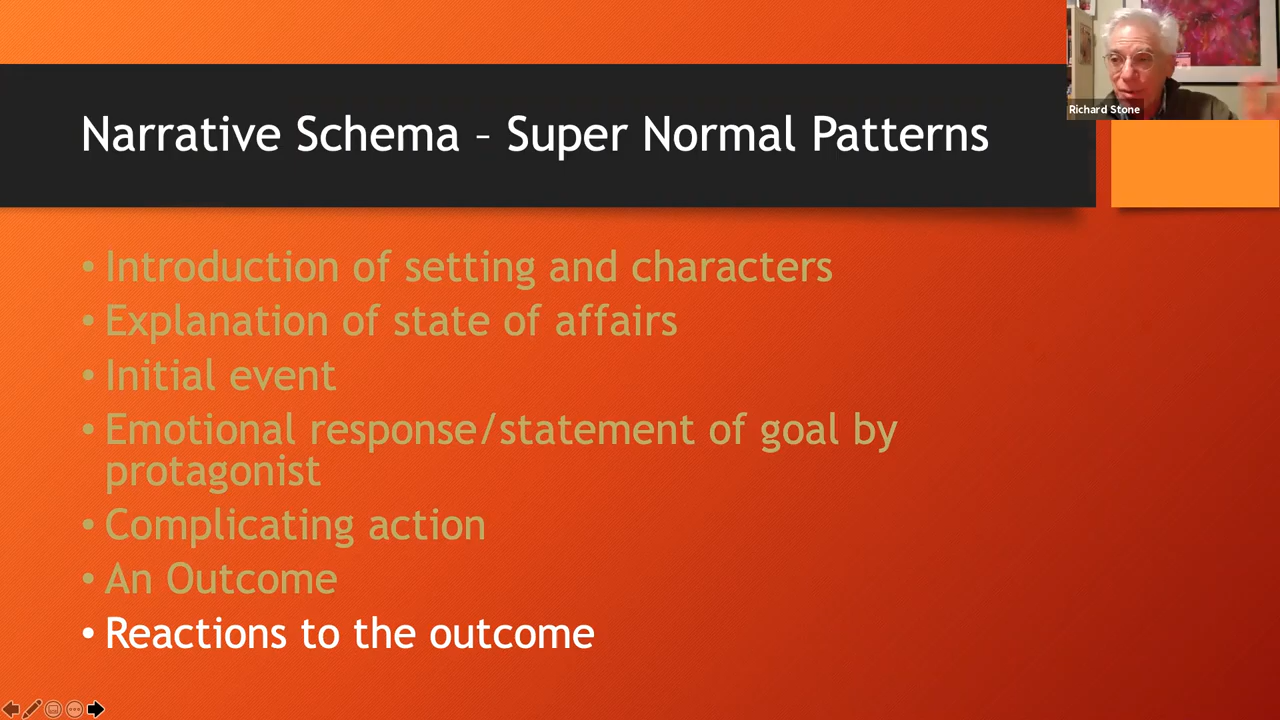 Richard Stone
Narrative Schema – Super Normal Patterns
• Introduction of setting and characters
• Explanation of state of affairs
• Initial event
• Emotional response/statement of goal by
protagonist
• Complicating action
• An Outcome
• Reactions to the outcome